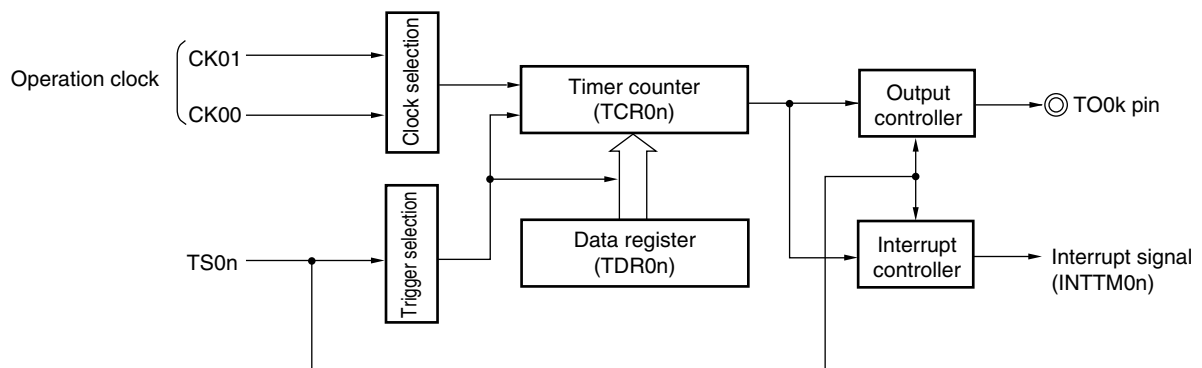 Operation clock
CK01
CK00
Clock selection
Timer counter
(TCR0n)
Output
controller
TO0k pin
TS0n
Trigger selection
Data register
(TDR0n)
Interrupt
controller
Interrupt signal
(INTTM0n)